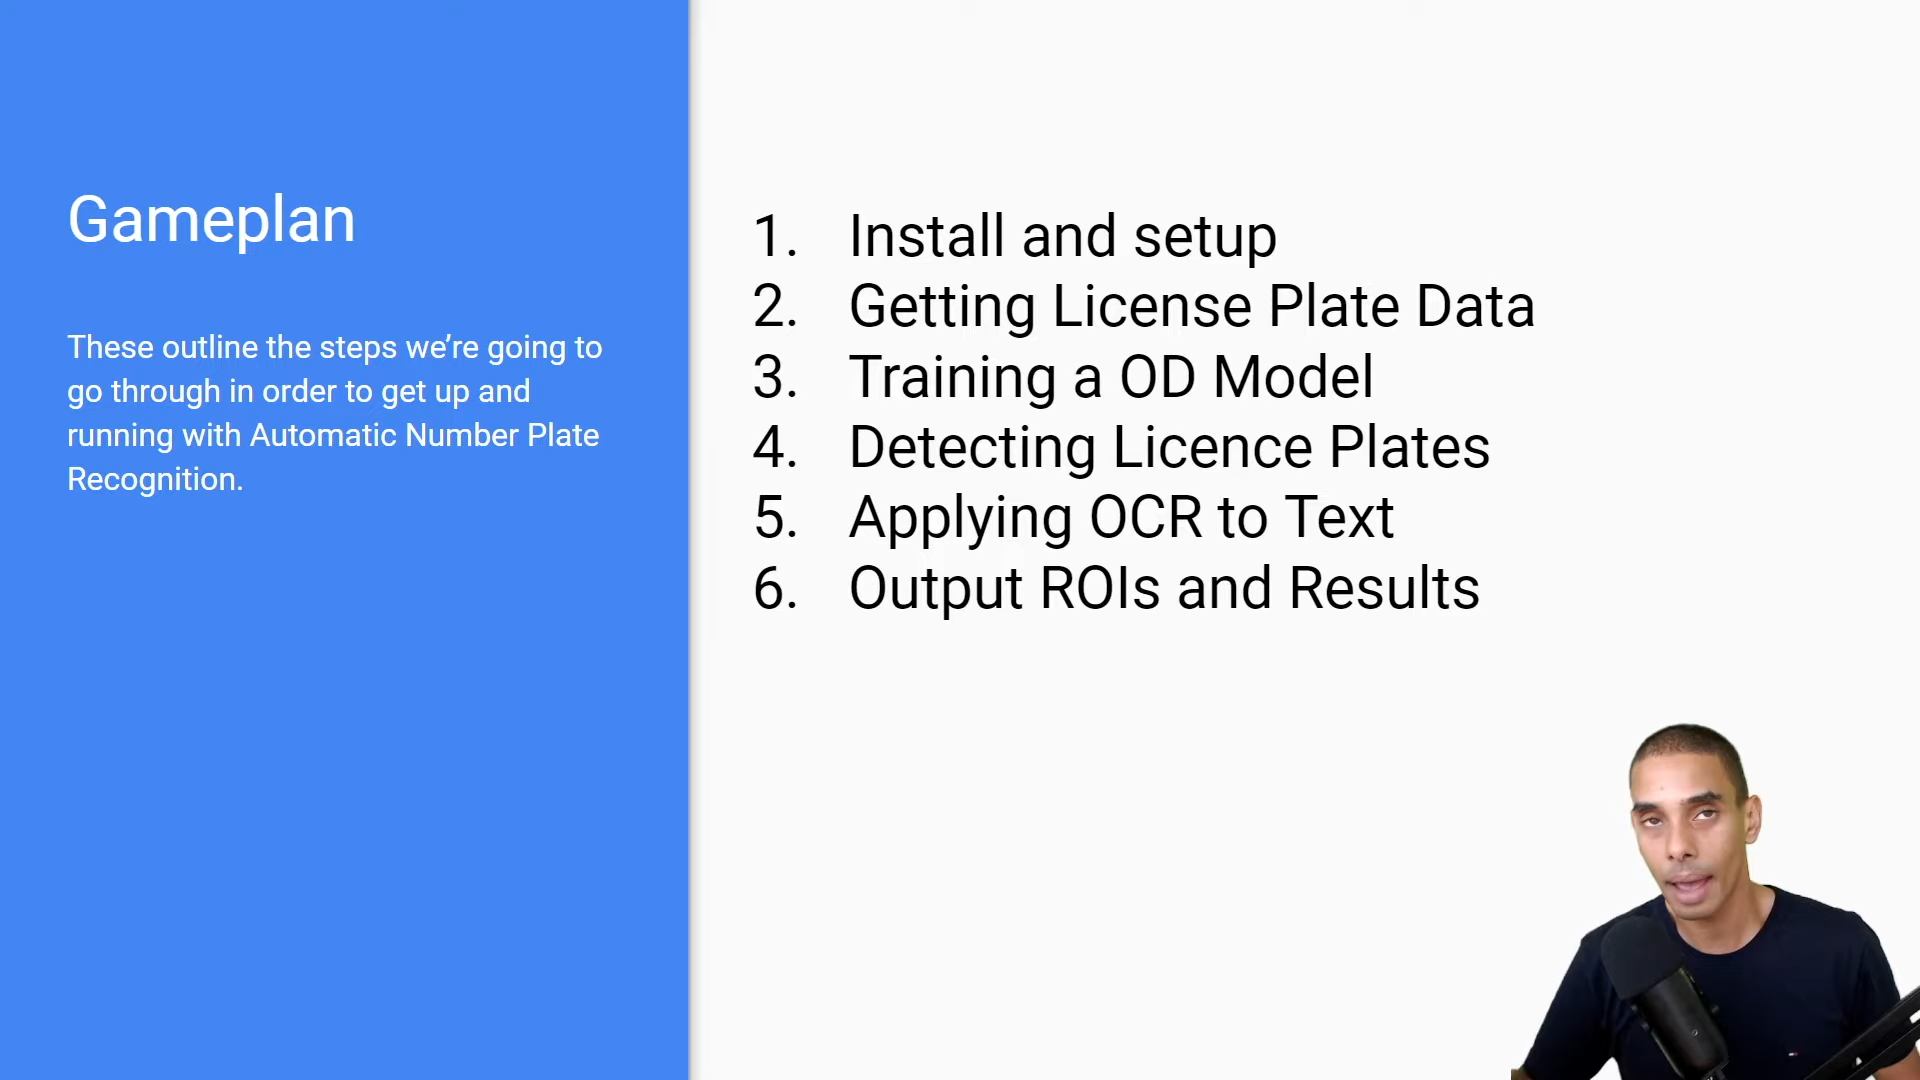 Gameplan
These outline the steps we’re going to
go through in order to get up and
running with Automatic Number Plate
Recognition.
1. Install and setup
2. Getting License Plate Data
3. Training a OD Model
4. Detecting Licence Plates
5. Applying OCR to Text
6. Output ROIs and Results